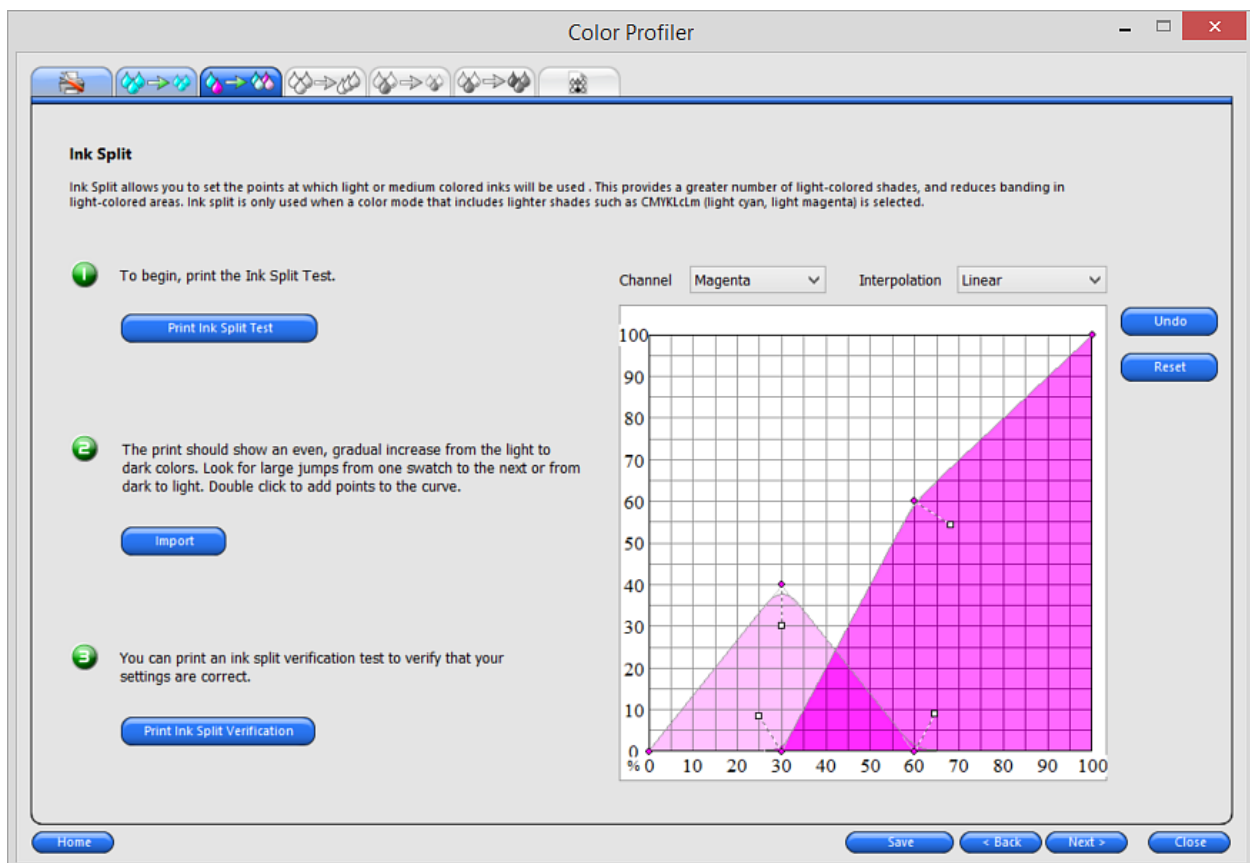 Color Profiler
Ink Split
Ink Split allows you to set the points at which light or medium colored inks will be used . This provides a greater number of light-colored shades, and reduces banding in
light-colored areas. Ink split is only used when a color mode that includes lighter shades such as CMYKLcLm (light cyan, light magenta) is selected.
1 To begin, print the Ink Split Test.
Print Ink Split Test
2 The print should show an even, gradual increase from the light to
dark colors. Look for large jumps from one swatch to the next or from
dark to light. Double click to add points to the curve.
Import
3 You can print an ink split verification test to verify that your
settings are correct.
Print Ink Split Verification
Channel Magenta Interpolation Linear
Undo
Reset
100
90
80
70
60
50
40
30
20
10
0
% 0 10 20 30 40 50 60 70 80 90 100
Home Save < Back Next > Close